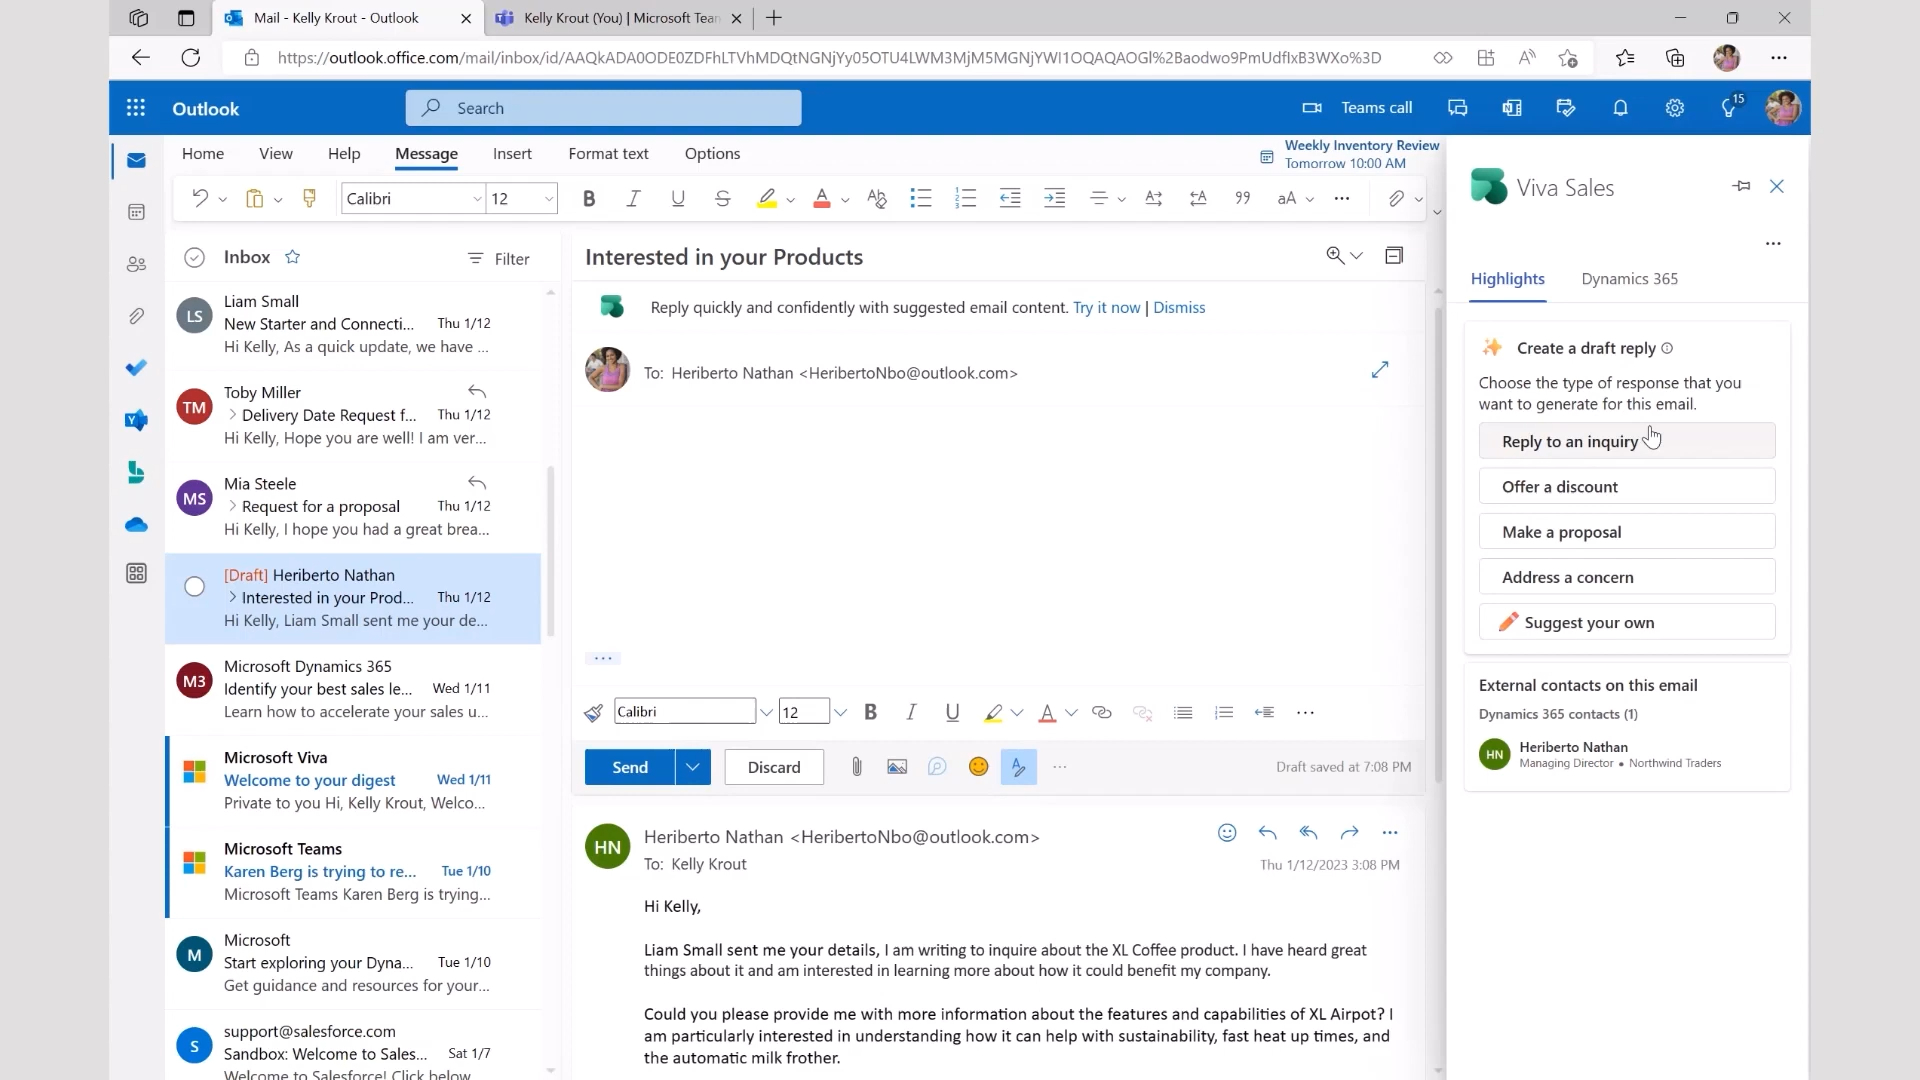 Mail - Kelly Krout - Outlook
Kelly Krout (You) | Microsoft Team
https://outlook.office.com/mail/inbox/id/AAQkADA0ODE0ZDFhLTVhMDQtNGNjYy05OTU4LWM3MjM5MGNjYWI1OQAQAOGl%2Baodwo9PmUdflxB3WXo%3D
Outlook
Search
Teams call
15
Home
View
Help
Message
Insert
Format text
Options
Weekly Inventory Review
Tomorrow 10:00 AM
Calibri
12
Inbox
Filter
LS
Liam Small
New Starter and Connecti...
Thu 1/12
Hi Kelly, As a quick update, we have ...
TM
Toby Miller
Delivery Date Request f...
Thu 1/12
Hi Kelly, Hope you are well! I am ver...
MS
Mia Steele
Request for a proposal
Thu 1/12
Hi Kelly, I hope you had a great brea...
[Draft] Heriberto Nathan
Interested in your Prod...
Thu 1/12
Hi Kelly, Liam Small sent me your de...
M3
Microsoft Dynamics 365
Identify your best sales le...
Wed 1/11
Learn how to accelerate your sales u...
Microsoft Viva
Welcome to your digest
Wed 1/11
Private to you Hi, Kelly Krout, Welco...
Microsoft Teams
Karen Berg is trying to re...
Tue 1/10
Microsoft Teams Karen Berg is trying...
M
Microsoft
Start exploring your Dyna...
Tue 1/10
Get guidance and resources for your...
S
support@salesforce.com
Sandbox: Welcome to Sales...
Sat 1/7
Welcome to Salesforce! Click below
Interested in your Products
Reply quickly and confidently with suggested email content. Try it now | Dismiss
To: Heriberto Nathan <HeribertoNbo@outlook.com>
Calibri
12
Send
Discard
Draft saved at 7:08 PM
HN
Heriberto Nathan <HeribertoNbo@outlook.com>
To: Kelly Krout
Thu 1/12/2023 3:08 PM
Hi Kelly,
Liam Small sent me your details, I am writing to inquire about the XL Coffee product. I have heard great
things about it and am interested in learning more about how it could benefit my company.
Could you please provide me with more information about the features and capabilities of XL Airpot? I
am particularly interested in understanding how it can help with sustainability, fast heat up times, and
the automatic milk frother.
Viva Sales
Highlights
Dynamics 365
Create a draft reply
Choose the type of response that you
want to generate for this email.
Reply to an inquiry
Offer a discount
Make a proposal
Address a concern
Suggest your own
External contacts on this email
Dynamics 365 contacts (1)
HN
Heriberto Nathan
Managing Director • Northwind Traders